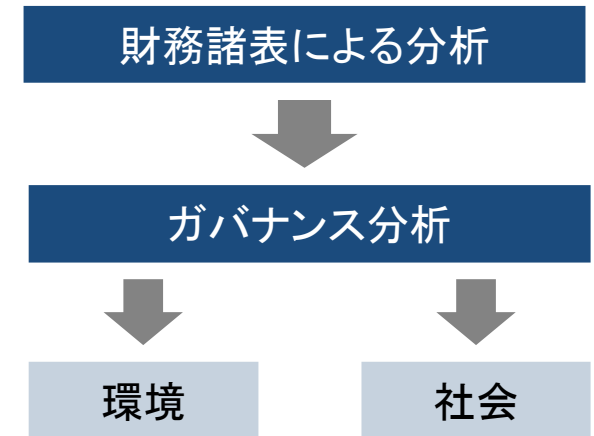 財務諸表による分析
ガバナンス分析
環境
社会